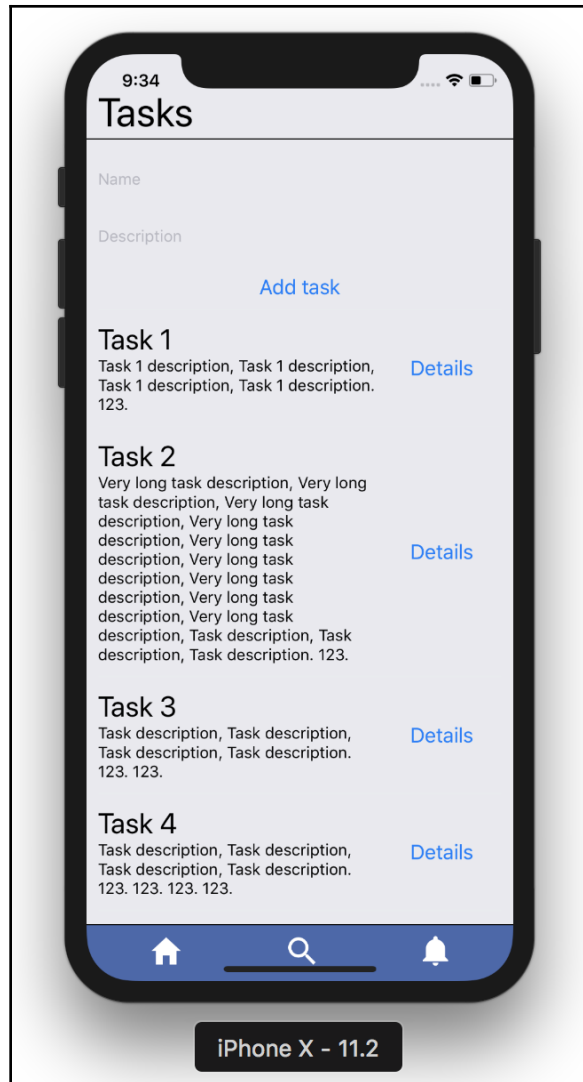 9:34
Tasks
Name
Description
Add task
Task 1
Task 1 description, Task 1 description,
Task 1 description, Task 1 description.
123.
Details
Task 2
Very long task description, Very long
task description, Very long task
description, Very long task
description, Very long task
description, Very long task
description, Very long task
description, Very long task
description, Task description, Task
description, Task description. 123.
Details
Task 3
Task description, Task description,
Task description, Task description.
123. 123.
Details
Task 4
Task description, Task description,
Task description, Task description.
123. 123. 123. 123.
Details
iPhone X - 11.2